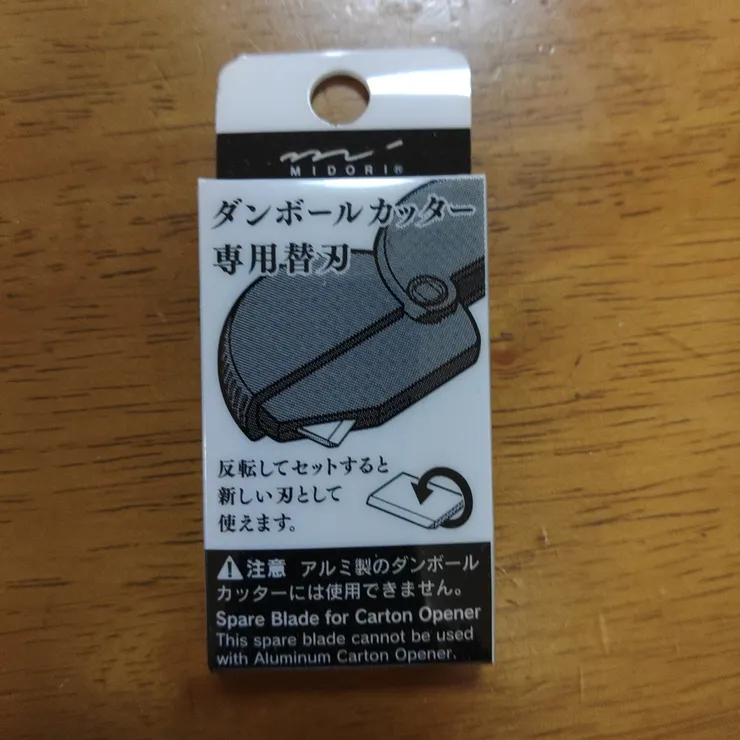 MIDORI®
ダンボールカッター
専用替刃
反転してセットすると
新しい刃として
使えます。
注意 アルミ製のダンボール
カッターには使用できません。
Spare Blade for Carton Opener
This spare blade cannot be used
with Aluminum Carton Opener.